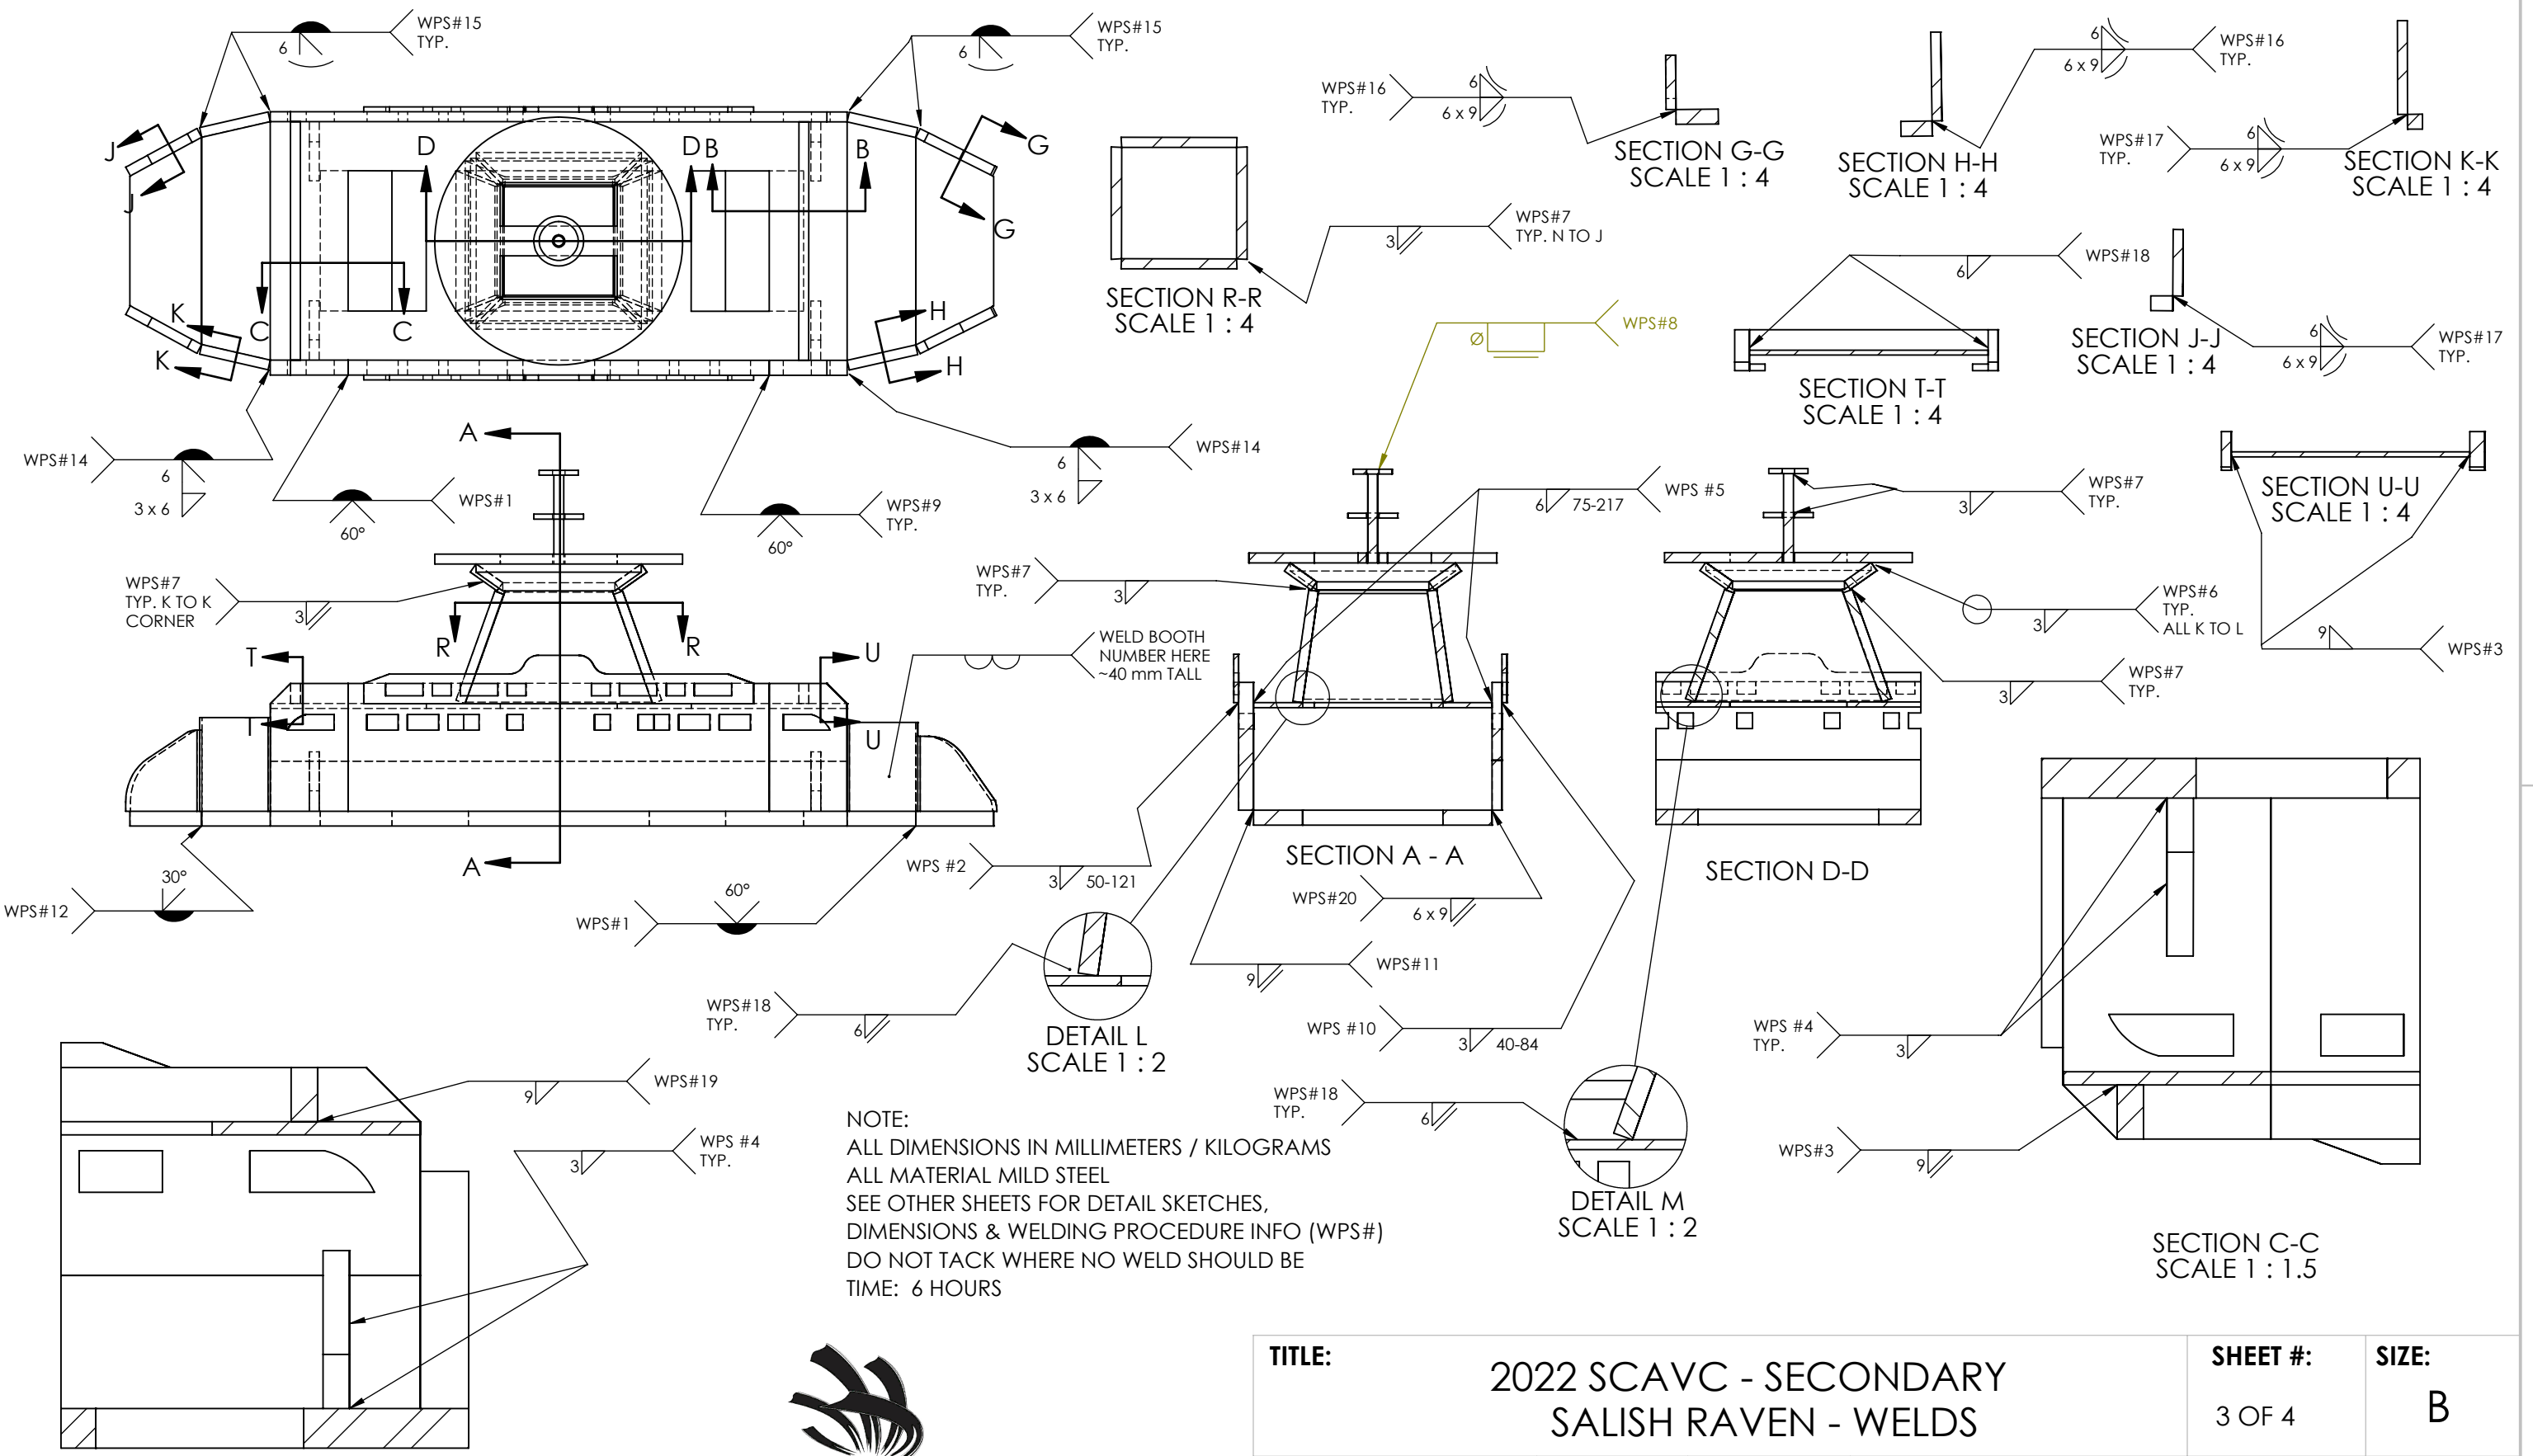 WPS#15
TYP.
6
WPS#15
TYP.
6
WPS#16
TYP.
6
6 x 9
SECTION G-G
SCALE 1 : 4
6
6 x 9
WPS#16
TYP.
SECTION H-H
SCALE 1 : 4
WPS#17
TYP.
6
6 x 9
SECTION K-K
SCALE 1 : 4
J
J
D
D
B
B
G
G
K
K
C
C
H
H
SECTION R-R
SCALE 1 : 4
3
WPS#7
TYP. N TO J
Ø
WPS#8
6
WPS#18
SECTION T-T
SCALE 1 : 4
SECTION J-J
SCALE 1 : 4
6
6 x 9
WPS#17
TYP.
WPS#14
6
3 x 6
60°
WPS#1
A
60°
WPS#9
TYP.
6
3 x 6
WPS#14
6
75-217
WPS #5
3
WPS#7
TYP.
SECTION U-U
SCALE 1 : 4
9
WPS#3
WPS#7
TYP. K TO K
CORNER
3
R
R
WPS#7
TYP.
3
WPS#6
TYP.
ALL K TO L
3
WPS#7
TYP.
3
T
T
U
U
WELD BOOTH
NUMBER HERE
~40 mm TALL
A
WPS#12
30°
WPS#1
60°
WPS #2
3
50-121
SECTION A - A
SECTION D-D
WPS#20
6 x 9
9
WPS#11
WPS#18
TYP.
6
DETAIL L
SCALE 1 : 2
WPS #10
3
40-84
WPS#18
TYP.
6
DETAIL M
SCALE 1 : 2
WPS #4
TYP.
3
WPS#3
9
SECTION C-C
SCALE 1 : 1.5
9
WPS#19
3
WPS #4
TYP.
NOTE:
ALL DIMENSIONS IN MILLIMETERS / KILOGRAMS
ALL MATERIAL MILD STEEL
SEE OTHER SHEETS FOR DETAIL SKETCHES,
DIMENSIONS & WELDING PROCEDURE INFO (WPS#)
DO NOT TACK WHERE NO WELD SHOULD BE
TIME: 6 HOURS
TITLE:
2022 SCAVC - SECONDARY
SALISH RAVEN - WELDS
SHEET #:
3 OF 4
SIZE:
B